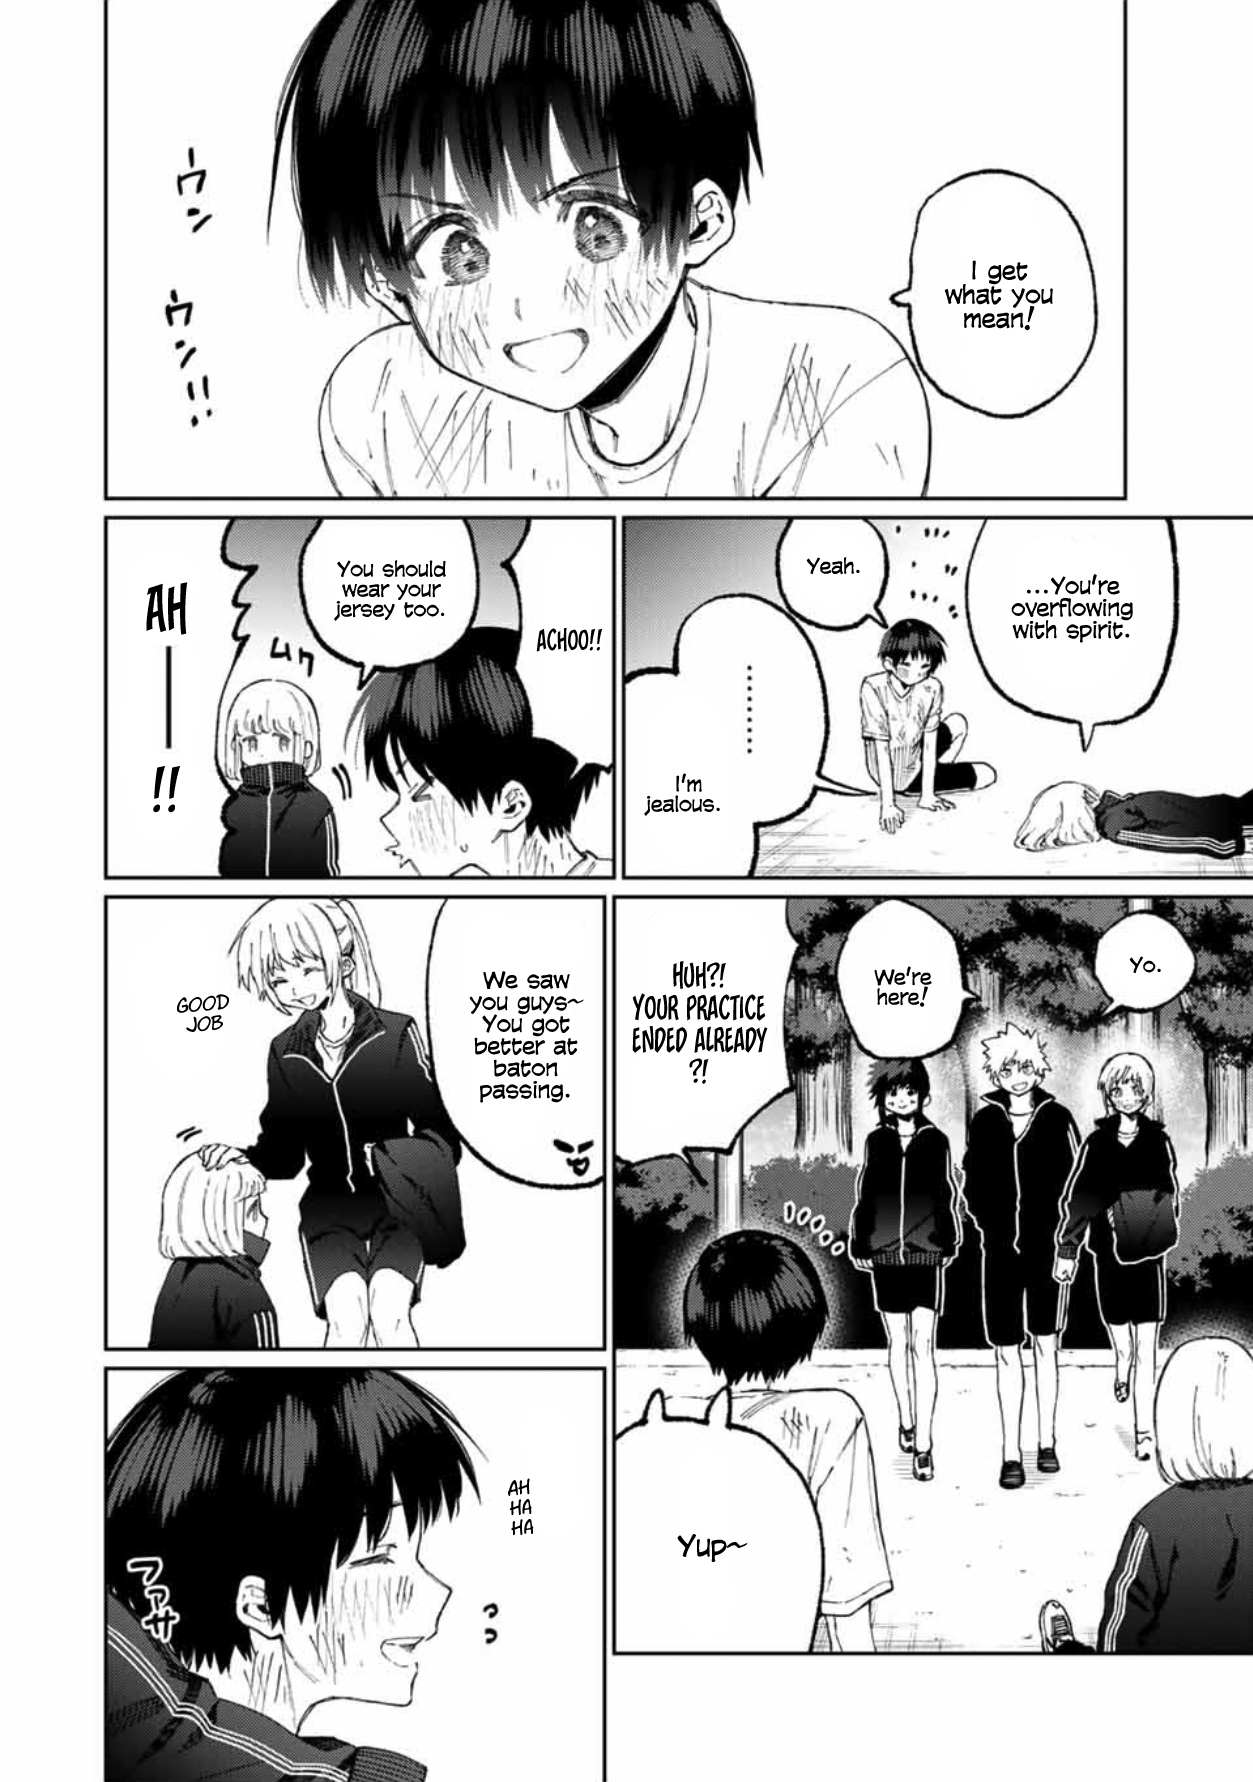 I get
what you
mean!
ウン
ウン!!
...You're
overflowing
with spirit.
Yeah.
.........
I'm
jealous.
ACHOO!!
You should
wear your
jersey too.
ムク
AH
—
!!
Yo.
We're
here!
HUH?!
YOUR PRACTICE
ENDED ALREADY
?!
Yup~
We saw
you guys~
You got
better at
baton
passing.
GOOD
JOB
AH
HA
HA
ファサ